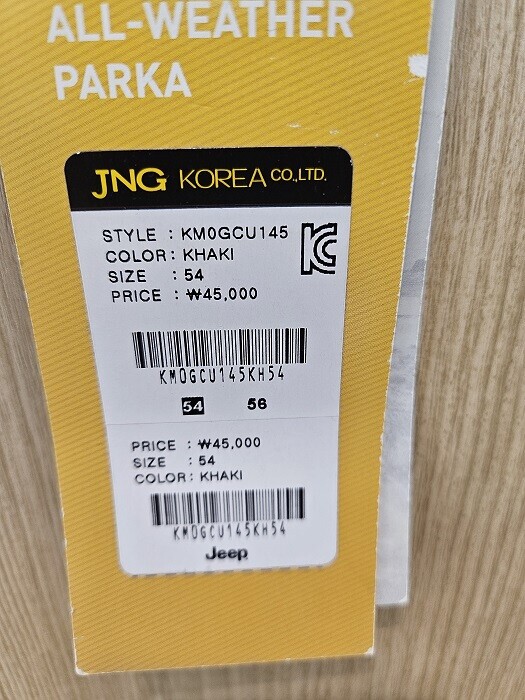 ALL-WEATHER
PARKA
JNG KOREA CO.,LTD.
STYLE : KM0GCU145
COLOR : KHAKI
SIZE : 54
PRICE : ₩45,000
KM0GCU145KH54
54 56
PRICE : ₩45,000
SIZE : 54
COLOR : KHAKI
KM0GCU145KH54
Jeep